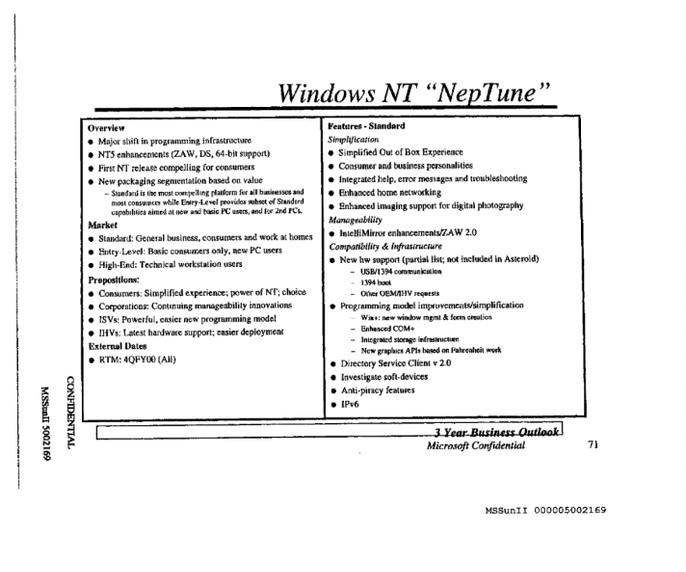 Windows NT “NepTune”
Overview
● Major shift in programming infrastructure
● NT5 enhancements (ZAW, DS, 64-bit support)
● First NT release compelling for consumers
● New packaging segmentation based on value
– Standard is the most compelling platform for all businesses and
most consumers while Entry-Level provides subset of Standard
capabilities aimed at new and basic PC users, and for 2nd PCs.
Market
● Standard: General business, consumers and work at homes
● Entry-Level: Basic consumers only, new PC users
● High-End: Technical workstation users
Propositions:
● Consumers: Simplified experience; power of NT; choice
● Corporations: Continuing manageability innovations
● ISVs: Powerful, easier new programming model
● IHVs: Latest hardware support; easier deployment
External Dates
● RTM: 4QFY00 (All)
Features - Standard
Simplification
● Simplified Out of Box Experience
● Consumer and business personalities
● Integrated help, error messages and troubleshooting
● Enhanced home networking
● Enhanced imaging support for digital photography
Manageability
● IntelliMirror enhancements/ZAW 2.0
Compatibility & Infrastructure
● New hw support (partial list; not included in Asteroid)
– USB/1394 communication
– 1394 boot
– Other OEM/IHV requests
● Programming model improvements/simplification
– Win+: new window mgmt & form creation
– Enhanced COM+
– Integrated storage infrastructure
– New graphics APIs based on Fahrenheit work
● Directory Service Client v 2.0
● Investigate soft-devices
● Anti-piracy features
● IPv6
3 Year Business Outlook
Microsoft Confidential
71
MSSunII 5002169
CONFIDENTIAL
MSSunII 000005002169